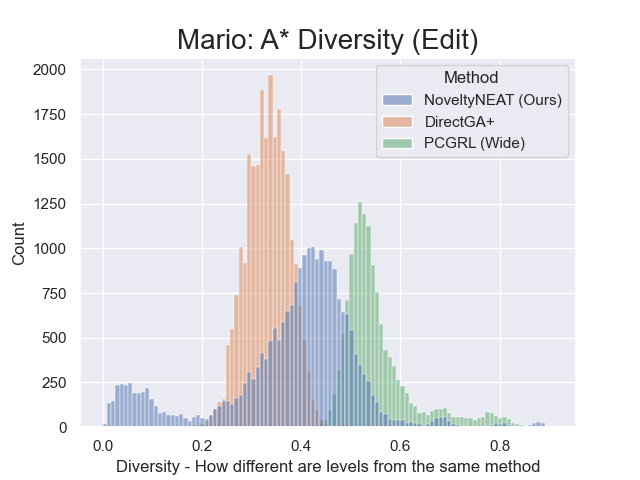 Mario: A* Diversity (Edit)
Method
NoveltyNEAT (Ours)
DirectGA+
PCGRL (Wide)
Count
2000
1750
1500
1250
1000
750
500
250
0
0.0 0.2 0.4 0.6 0.8
Diversity - How different are levels from the same method